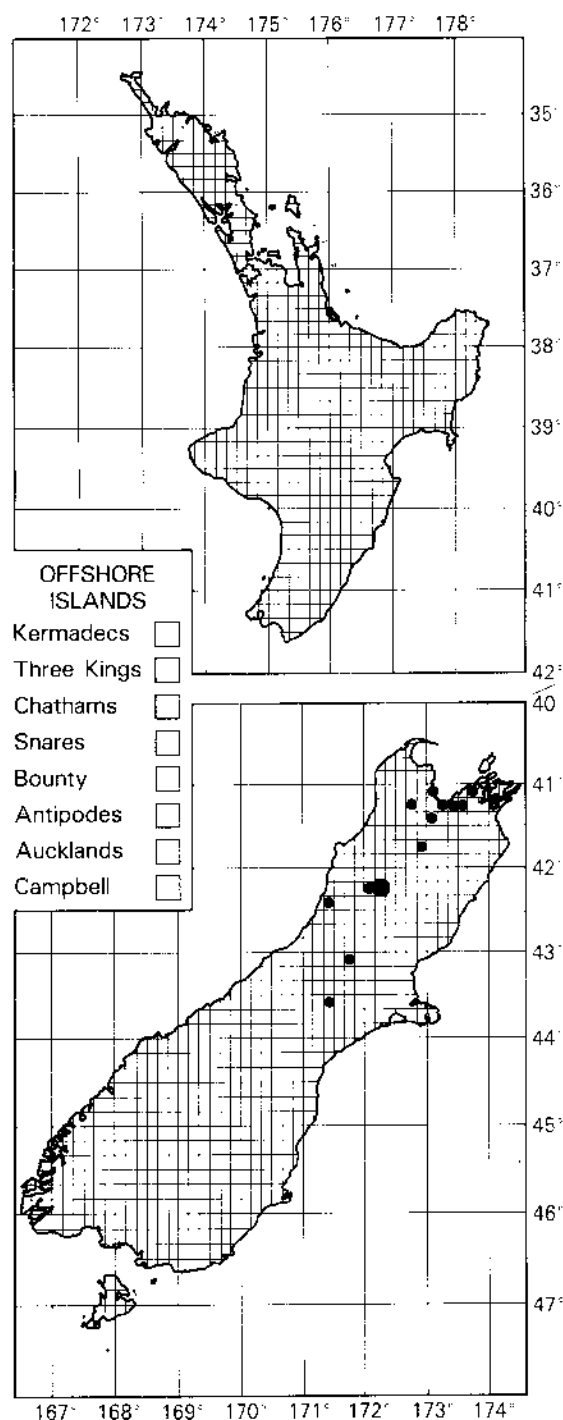 172° 173° 174° 175° 176° 177° 178°
35°
36°
37°
38°
39°
40°
41°
42°
OFFSHORE
ISLANDS
Kermadecs
Three Kings
Chathams
Snares
Bounty
Antipodes
Aucklands
Campbell
40
41°
42°
43°
44°
45°
46°
47°
167° 168° 169° 170° 171° 172° 173° 174°